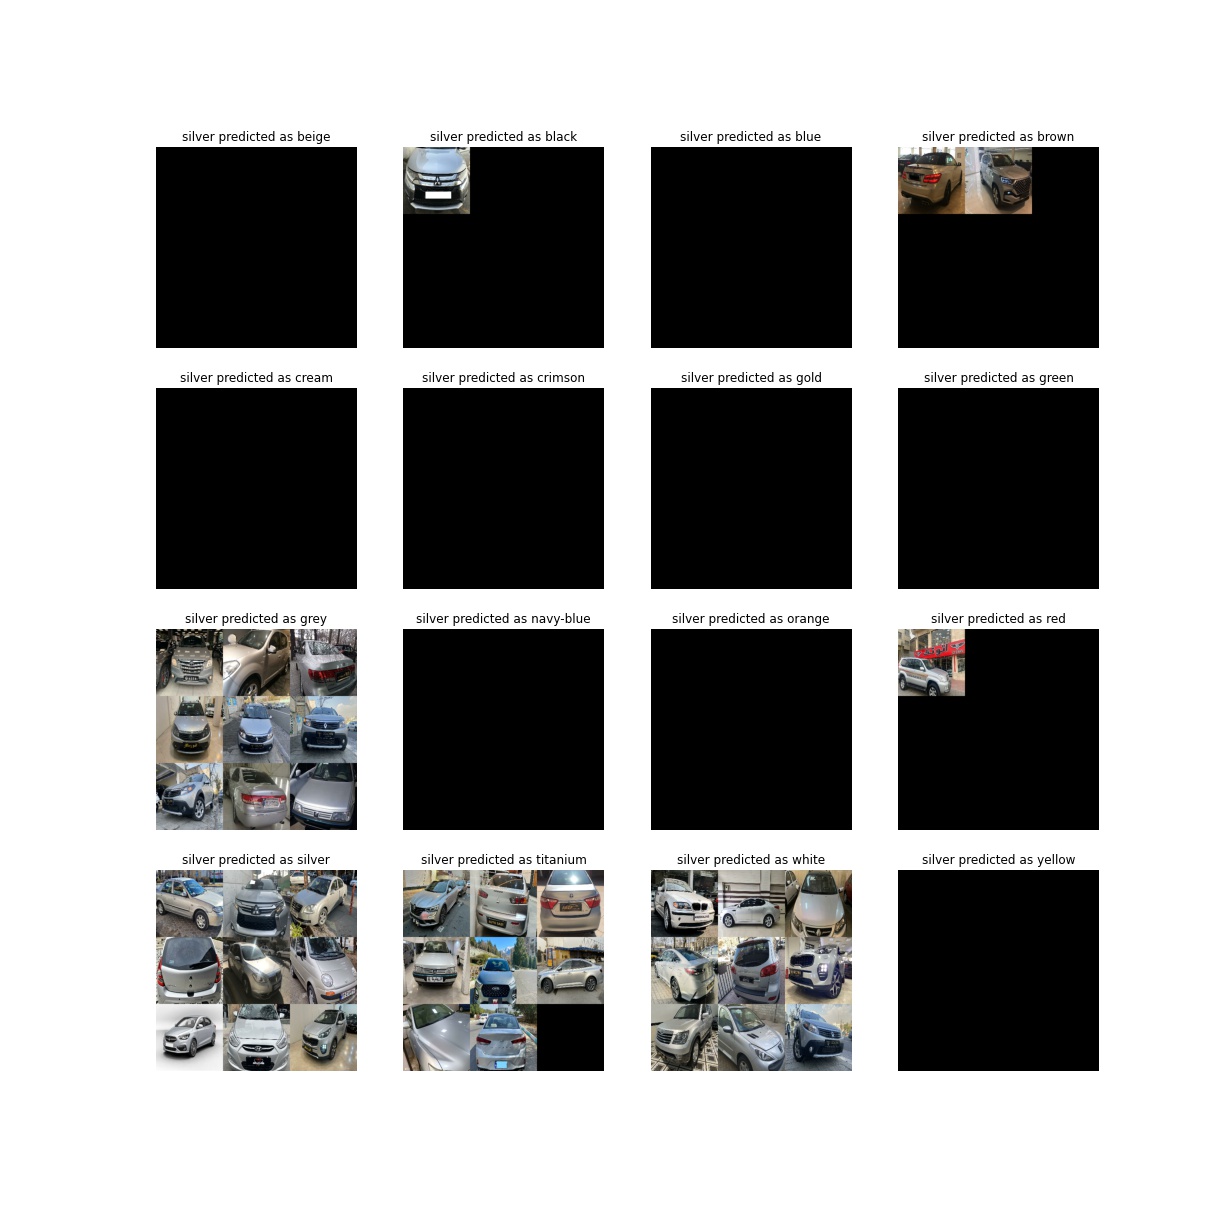 silver predicted as beige
silver predicted as black
silver predicted as blue
silver predicted as brown
silver predicted as cream
silver predicted as crimson
silver predicted as gold
silver predicted as green
silver predicted as grey
silver predicted as navy-blue
silver predicted as orange
silver predicted as red
silver predicted as silver
silver predicted as titanium
silver predicted as white
silver predicted as yellow